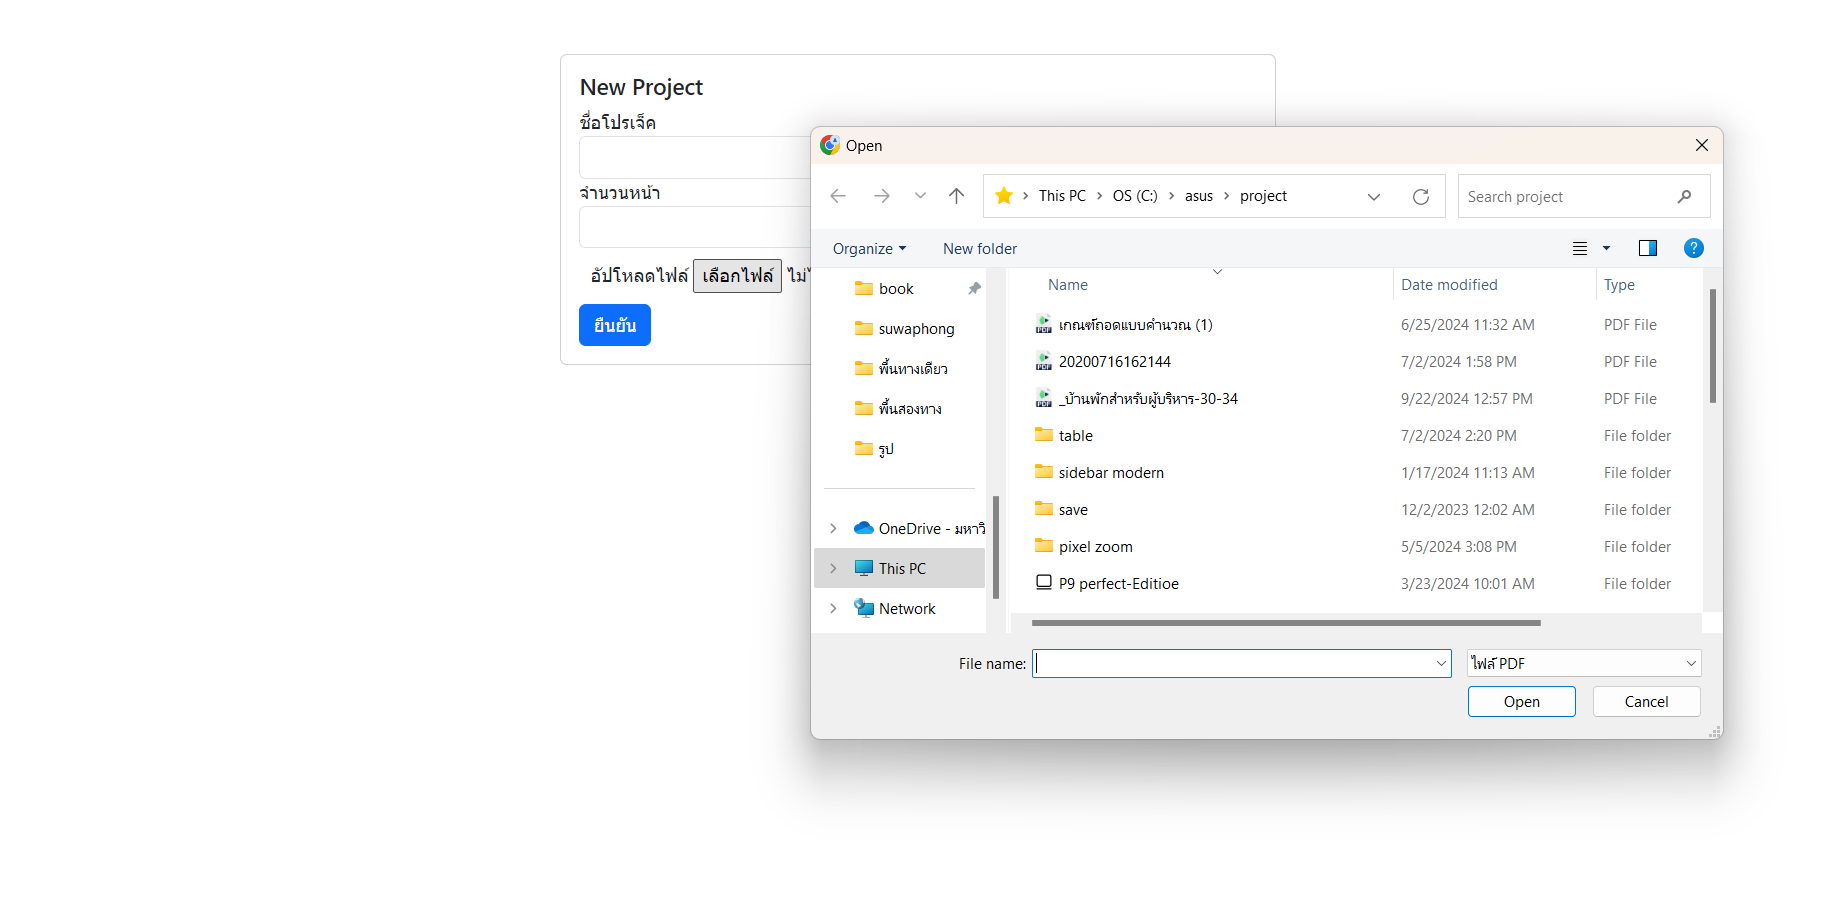 New Project
ชื่อโปรเจ็ค
จำนวนหน้า
อัปโหลดไฟล์ เลือกไฟล์ ไม่
ยืนยัน
Open
This PC > OS (C:) > asus > project
Search project
Organize
New folder
book
suwaphong
พื้นทางเดียว
พื้นสองทาง
รูป
OneDrive - มหาวิ
This PC
Network
Name Date modified Type
เกณฑ์ถอดแบบคำนวณ (1) 6/25/2024 11:32 AM PDF File
20200716162144 7/2/2024 1:58 PM PDF File
_บ้านพักสำหรับผู้บริหาร-30-34 9/22/2024 12:57 PM PDF File
table 7/2/2024 2:20 PM File folder
sidebar modern 1/17/2024 11:13 AM File folder
save 12/2/2023 12:02 AM File folder
pixel zoom 5/5/2024 3:08 PM File folder
P9 perfect-Editioe 3/23/2024 10:01 AM File folder
File name:
ไฟล์ PDF
Open
Cancel